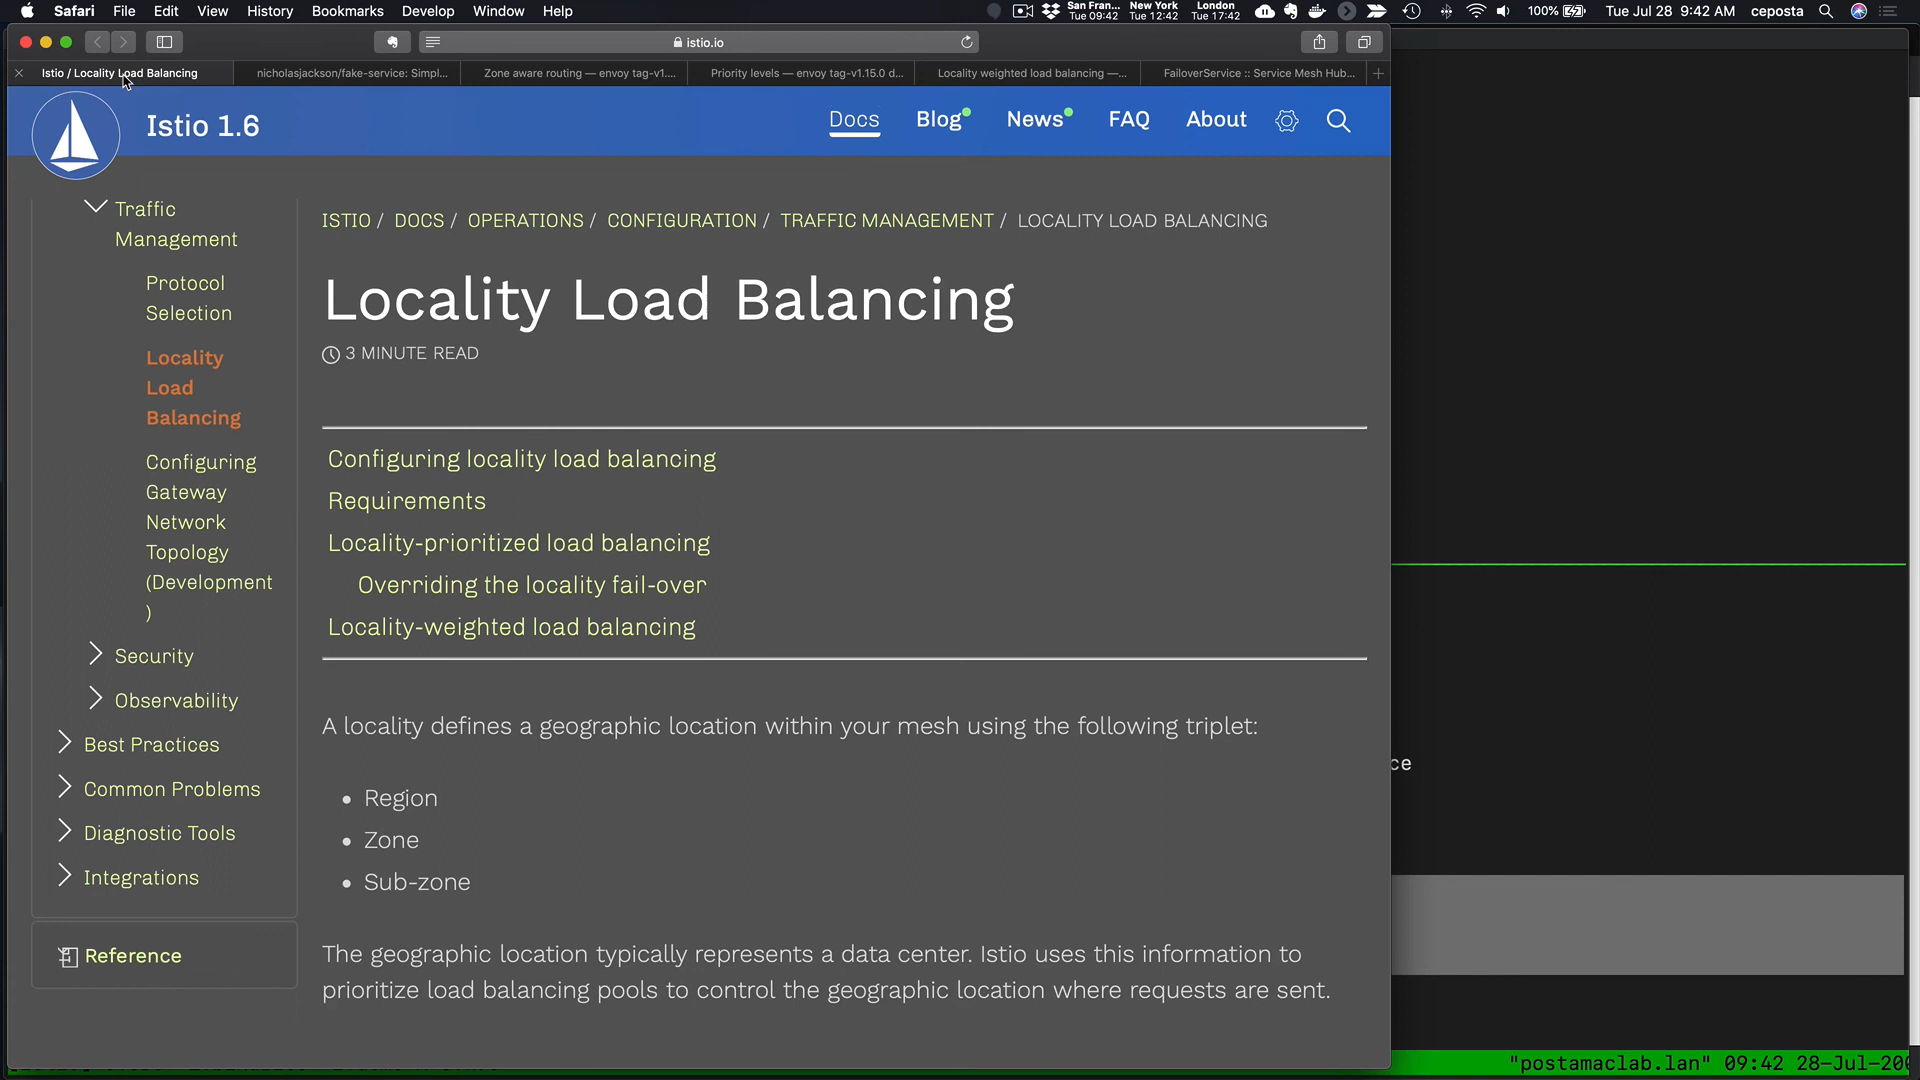 Safari File Edit View History Bookmarks Develop Window Help
San Fran... Tue 09:42
New York Tue 12:42
London Tue 17:42
100% Tue Jul 28 9:42 AM ceposta
istio.io
Istio / Locality Load Balancing
nicholasjackson/fake-service: Simpl...
Zone aware routing — envoy tag-v1....
Priority levels — envoy tag-v1.15.0 d...
Locality weighted load balancing —...
FailoverService :: Service Mesh Hub...
Istio 1.6
Docs Blog News FAQ About
Traffic
Management
Protocol
Selection
Locality
Load
Balancing
Configuring
Gateway
Network
Topology
(Development
)
Security
Observability
Best Practices
Common Problems
Diagnostic Tools
Integrations
Reference
ISTIO / DOCS / OPERATIONS / CONFIGURATION / TRAFFIC MANAGEMENT / LOCALITY LOAD BALANCING
Locality Load Balancing
3 MINUTE READ
Configuring locality load balancing
Requirements
Locality-prioritized load balancing
Overriding the locality fail-over
Locality-weighted load balancing
A locality defines a geographic location within your mesh using the following triplet:
• Region
• Zone
• Sub-zone
The geographic location typically represents a data center. Istio uses this information to
prioritize load balancing pools to control the geographic location where requests are sent.
ce
"postamaclab.lan" 09:42 28-Jul-20